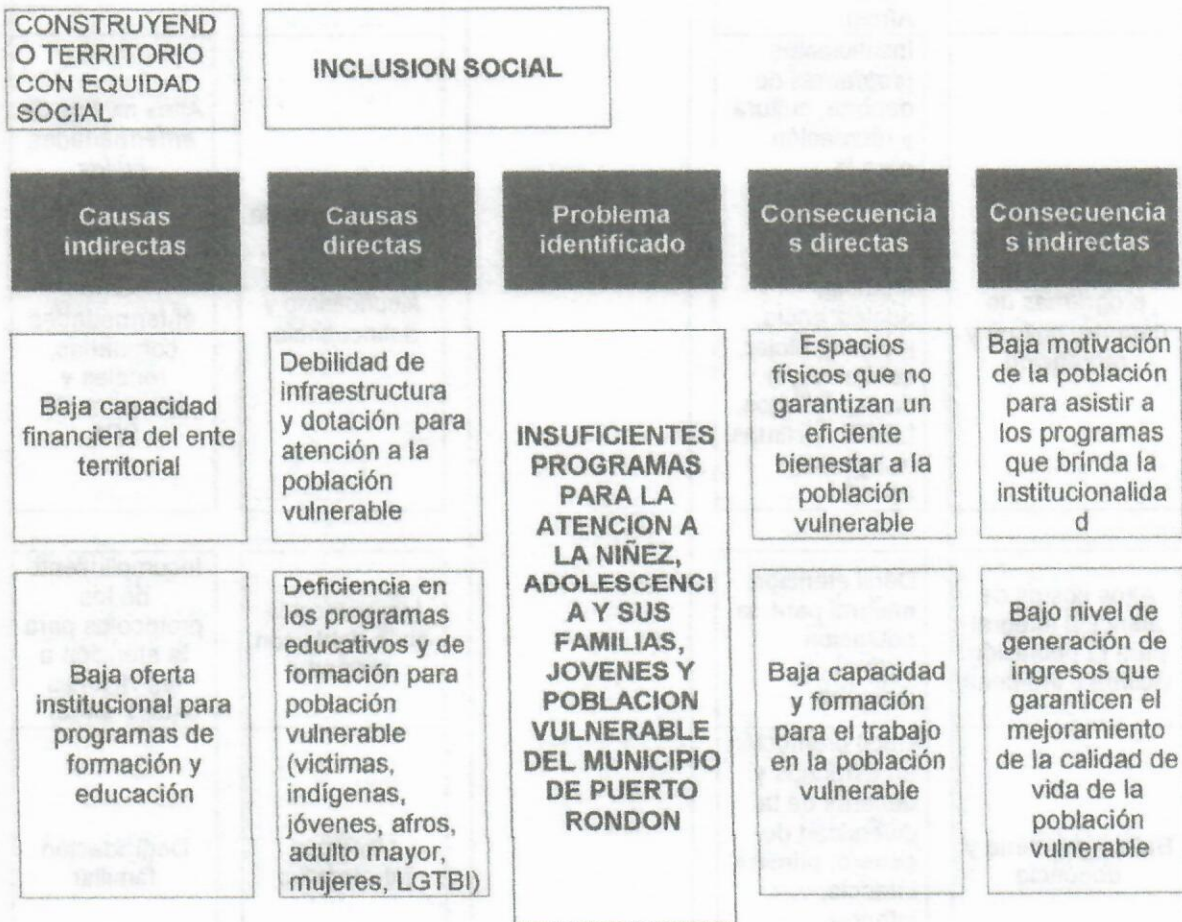 CONSTRUYEND
O TERRITORIO
CON EQUIDAD
SOCIAL
INCLUSION SOCIAL
Causas
indirectas
Causas
directas
Problema
identificado
Consecuencia
s directas
Consecuencia
s indirectas
Baja capacidad
financiera del ente
territorial
Debilidad de
infraestructura
y dotación para
atención a la
población
vulnerable
INSUFICIENTES
PROGRAMAS
PARA LA
ATENCION A
LA NIÑEZ,
ADOLESCENCI
A Y SUS
FAMILIAS,
JOVENES Y
POBLACION
VULNERABLE
DEL MUNICIPIO
DE PUERTO
RONDON
Espacios
físicos que no
garantizan un
eficiente
bienestar a la
población
vulnerable
Baja motivación
de la población
para asistir a
los programas
que brinda la
institucionalida
d
Baja oferta
institucional para
programas de
formación y
educación
Deficiencia en
los programas
educativos y de
formación para
población
vulnerable
(victimas,
indígenas,
jóvenes, afros,
adulto mayor,
mujeres, LGTBI)
Baja capacidad
y formación
para el trabajo
en la población
vulnerable
Bajo nivel de
generación de
ingresos que
garanticen el
mejoramiento
de la calidad de
vida de la
población
vulnerable